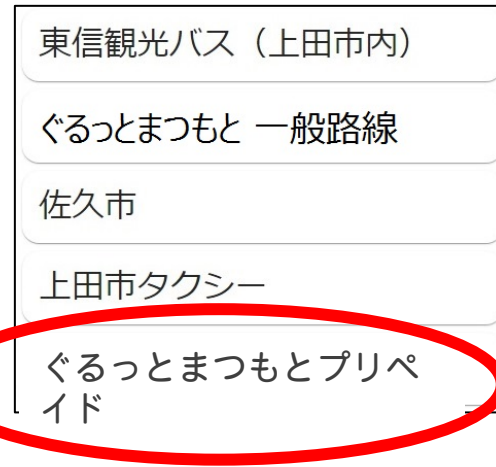 東信観光バス（上田市内）
ぐるっとまつもと 一般路線
佐久市
上田市タクシー
ぐるっとまつもとプリペ
イド